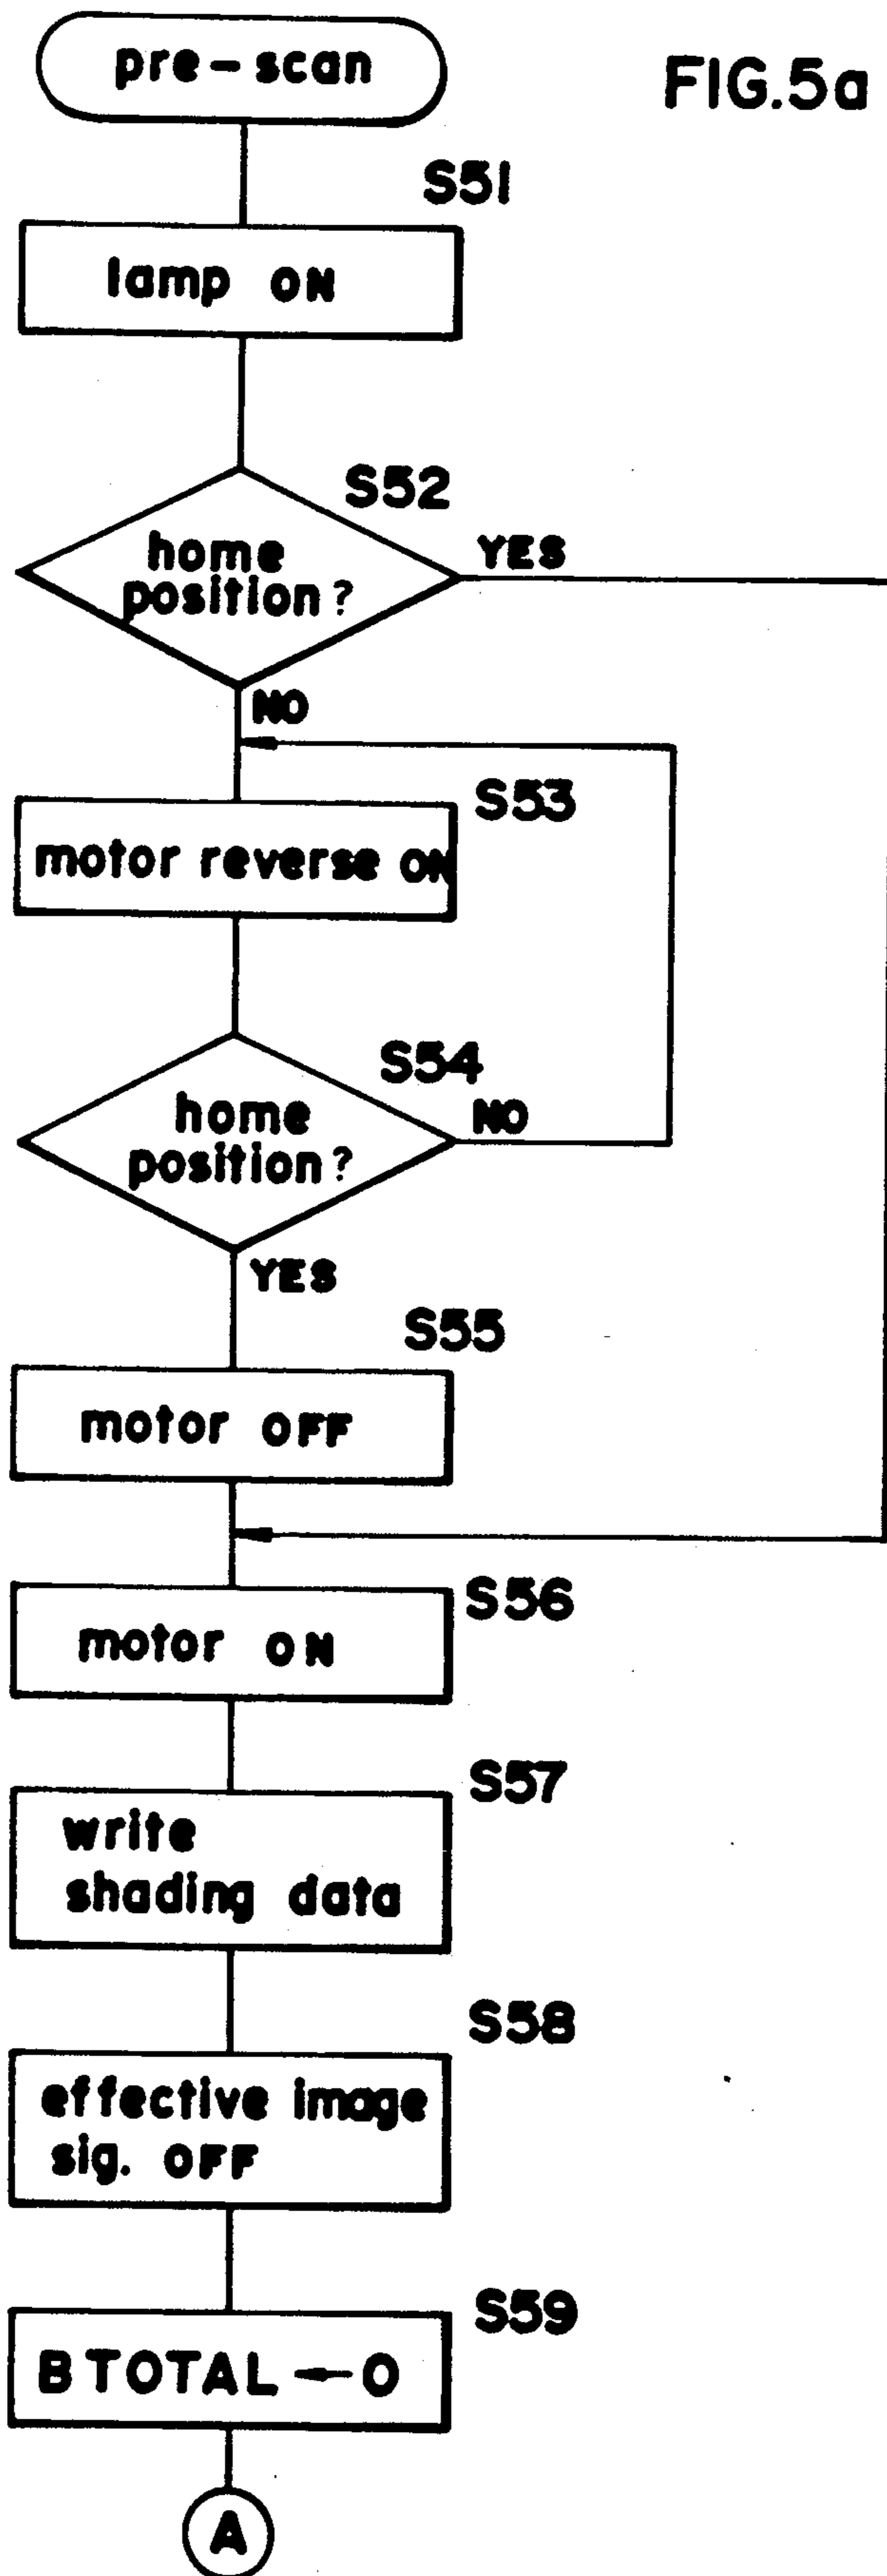 pre-scan
FIG.5a
S51
lamp ON
S52
home
position?
YES
NO
S53
motor reverse ON
S54
home
position?
NO
YES
S55
motor OFF
S56
motor ON
S57
write
shading data
S58
effective image
sig. OFF
S59
B TOTAL ← 0
A